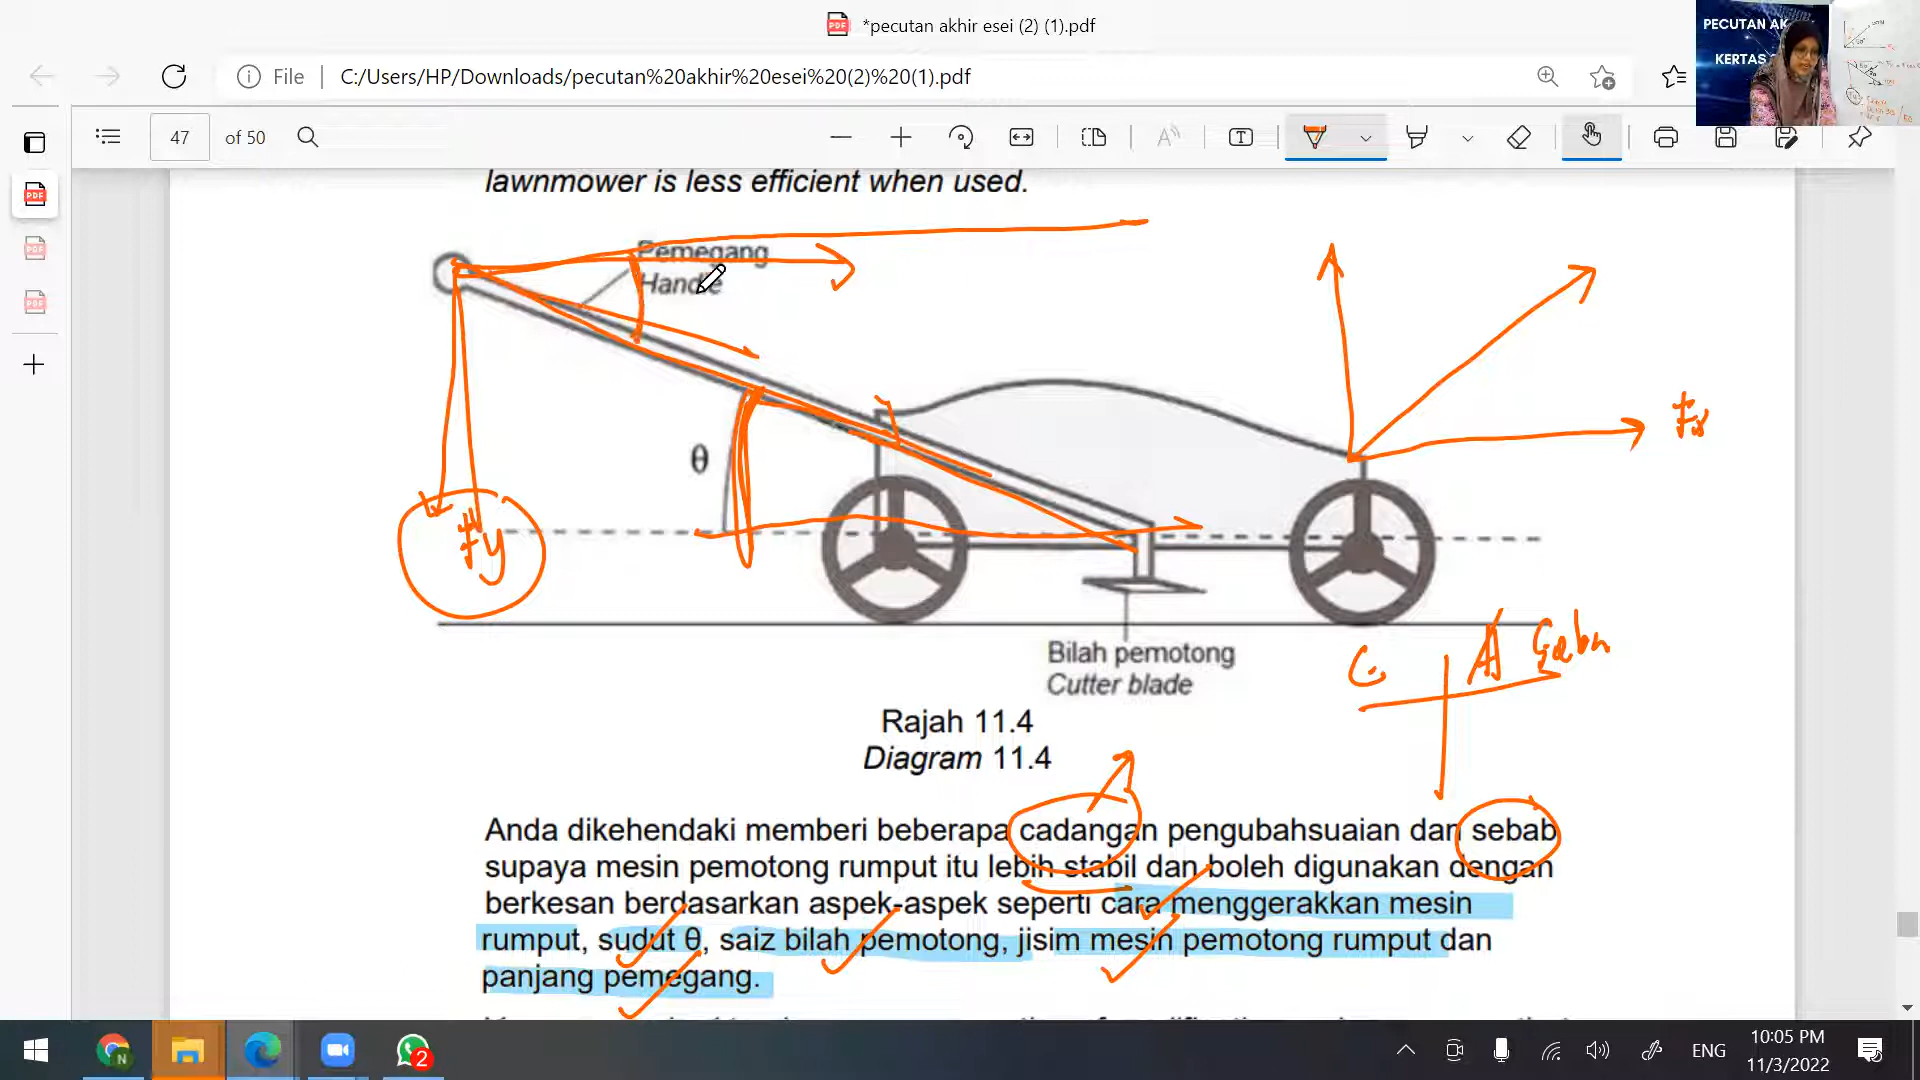 *pecutan akhir esei (2) (1).pdf
File
C:/Users/HP/Downloads/pecutan%20akhir%20esei%20(2)%20(1).pdf
PECUTAN AK
KERTAS
47 of 50
lawnmower is less efficient when used.
Pemegang
Handle
θ
Fx
Fy
Bilah pemotong
Cutter blade
C
Rajah 11.4
Diagram 11.4
Anda dikehendaki memberi beberapa cadangan pengubahsuaian dan sebab
supaya mesin pemotong rumput itu lebih stabil dan boleh digunakan dengan
berkesan berdasarkan aspek-aspek seperti cara menggerakkan mesin
rumput, sudut θ, saiz bilah pemotong, jisim mesin pemotong rumput dan
panjang pemegang.
N
2
ENG
10:05 PM
11/3/2022